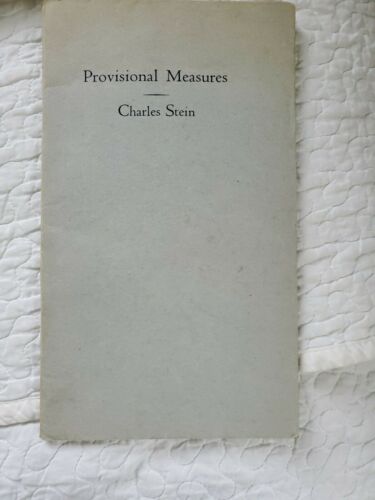 Provisional Measures
Charles Stein